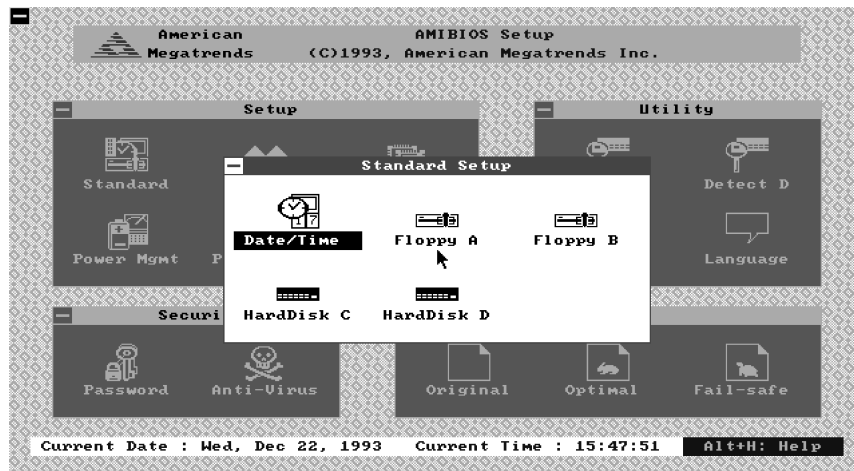 American
Megatrends
AMIBIOS Setup
(C)1993, American Megatrends Inc.
Setup
Utility
Standard
Detect D
Power Mgmt
P
Language
Standard Setup
Date/Time
Floppy A
Floppy B
HardDisk C
HardDisk D
Securi
Password
Anti-Virus
Original
Optimal
Fail-safe
Current Date : Wed, Dec 22, 1993
Current Time : 15:47:51
Alt+H: Help